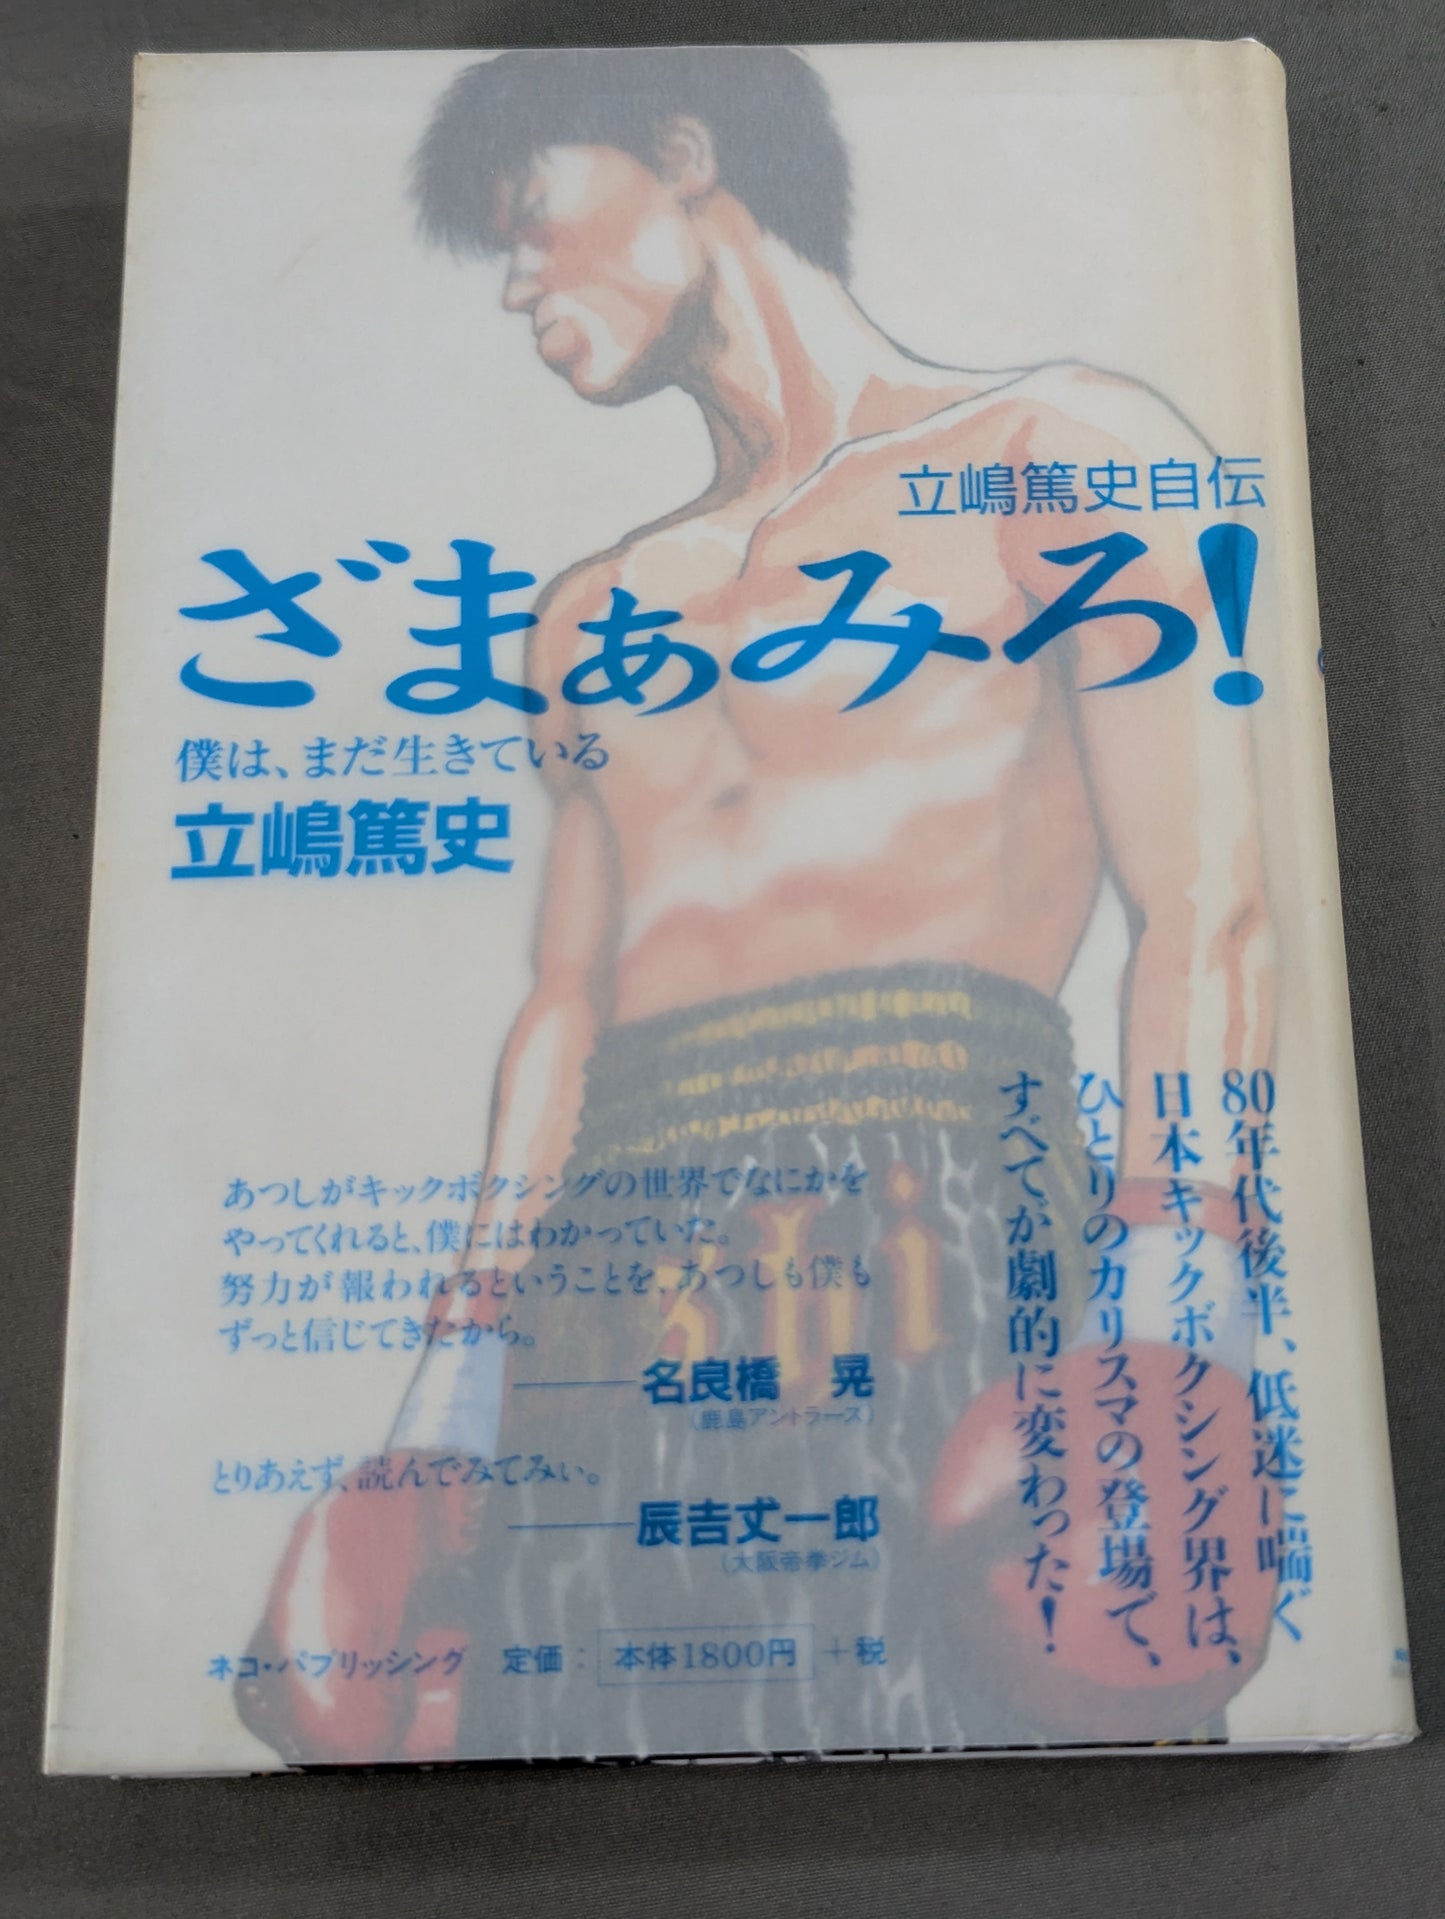 立嶋篤史自伝
ざまぁみろ!
僕は、まだ生きている
立嶋篤史
80年代後半、低迷に喘ぐ
日本キックボクシング界は、
ひとりのカリスマの登場で、
すべてが劇的に変わった!
あつしがキックボクシングの世界でなにかを
やってくれると、僕にはわかっていた。
努力が報われるということを、あつしも僕も
ずっと信じてきたから。
——名良橋 晃
(鹿島アントラーズ)
とりあえず、読んでみてみぃ。
——辰吉丈一郎
(大阪帝拳ジム)
ネコ・パブリッシング 定価: 本体1800円 +税
shi